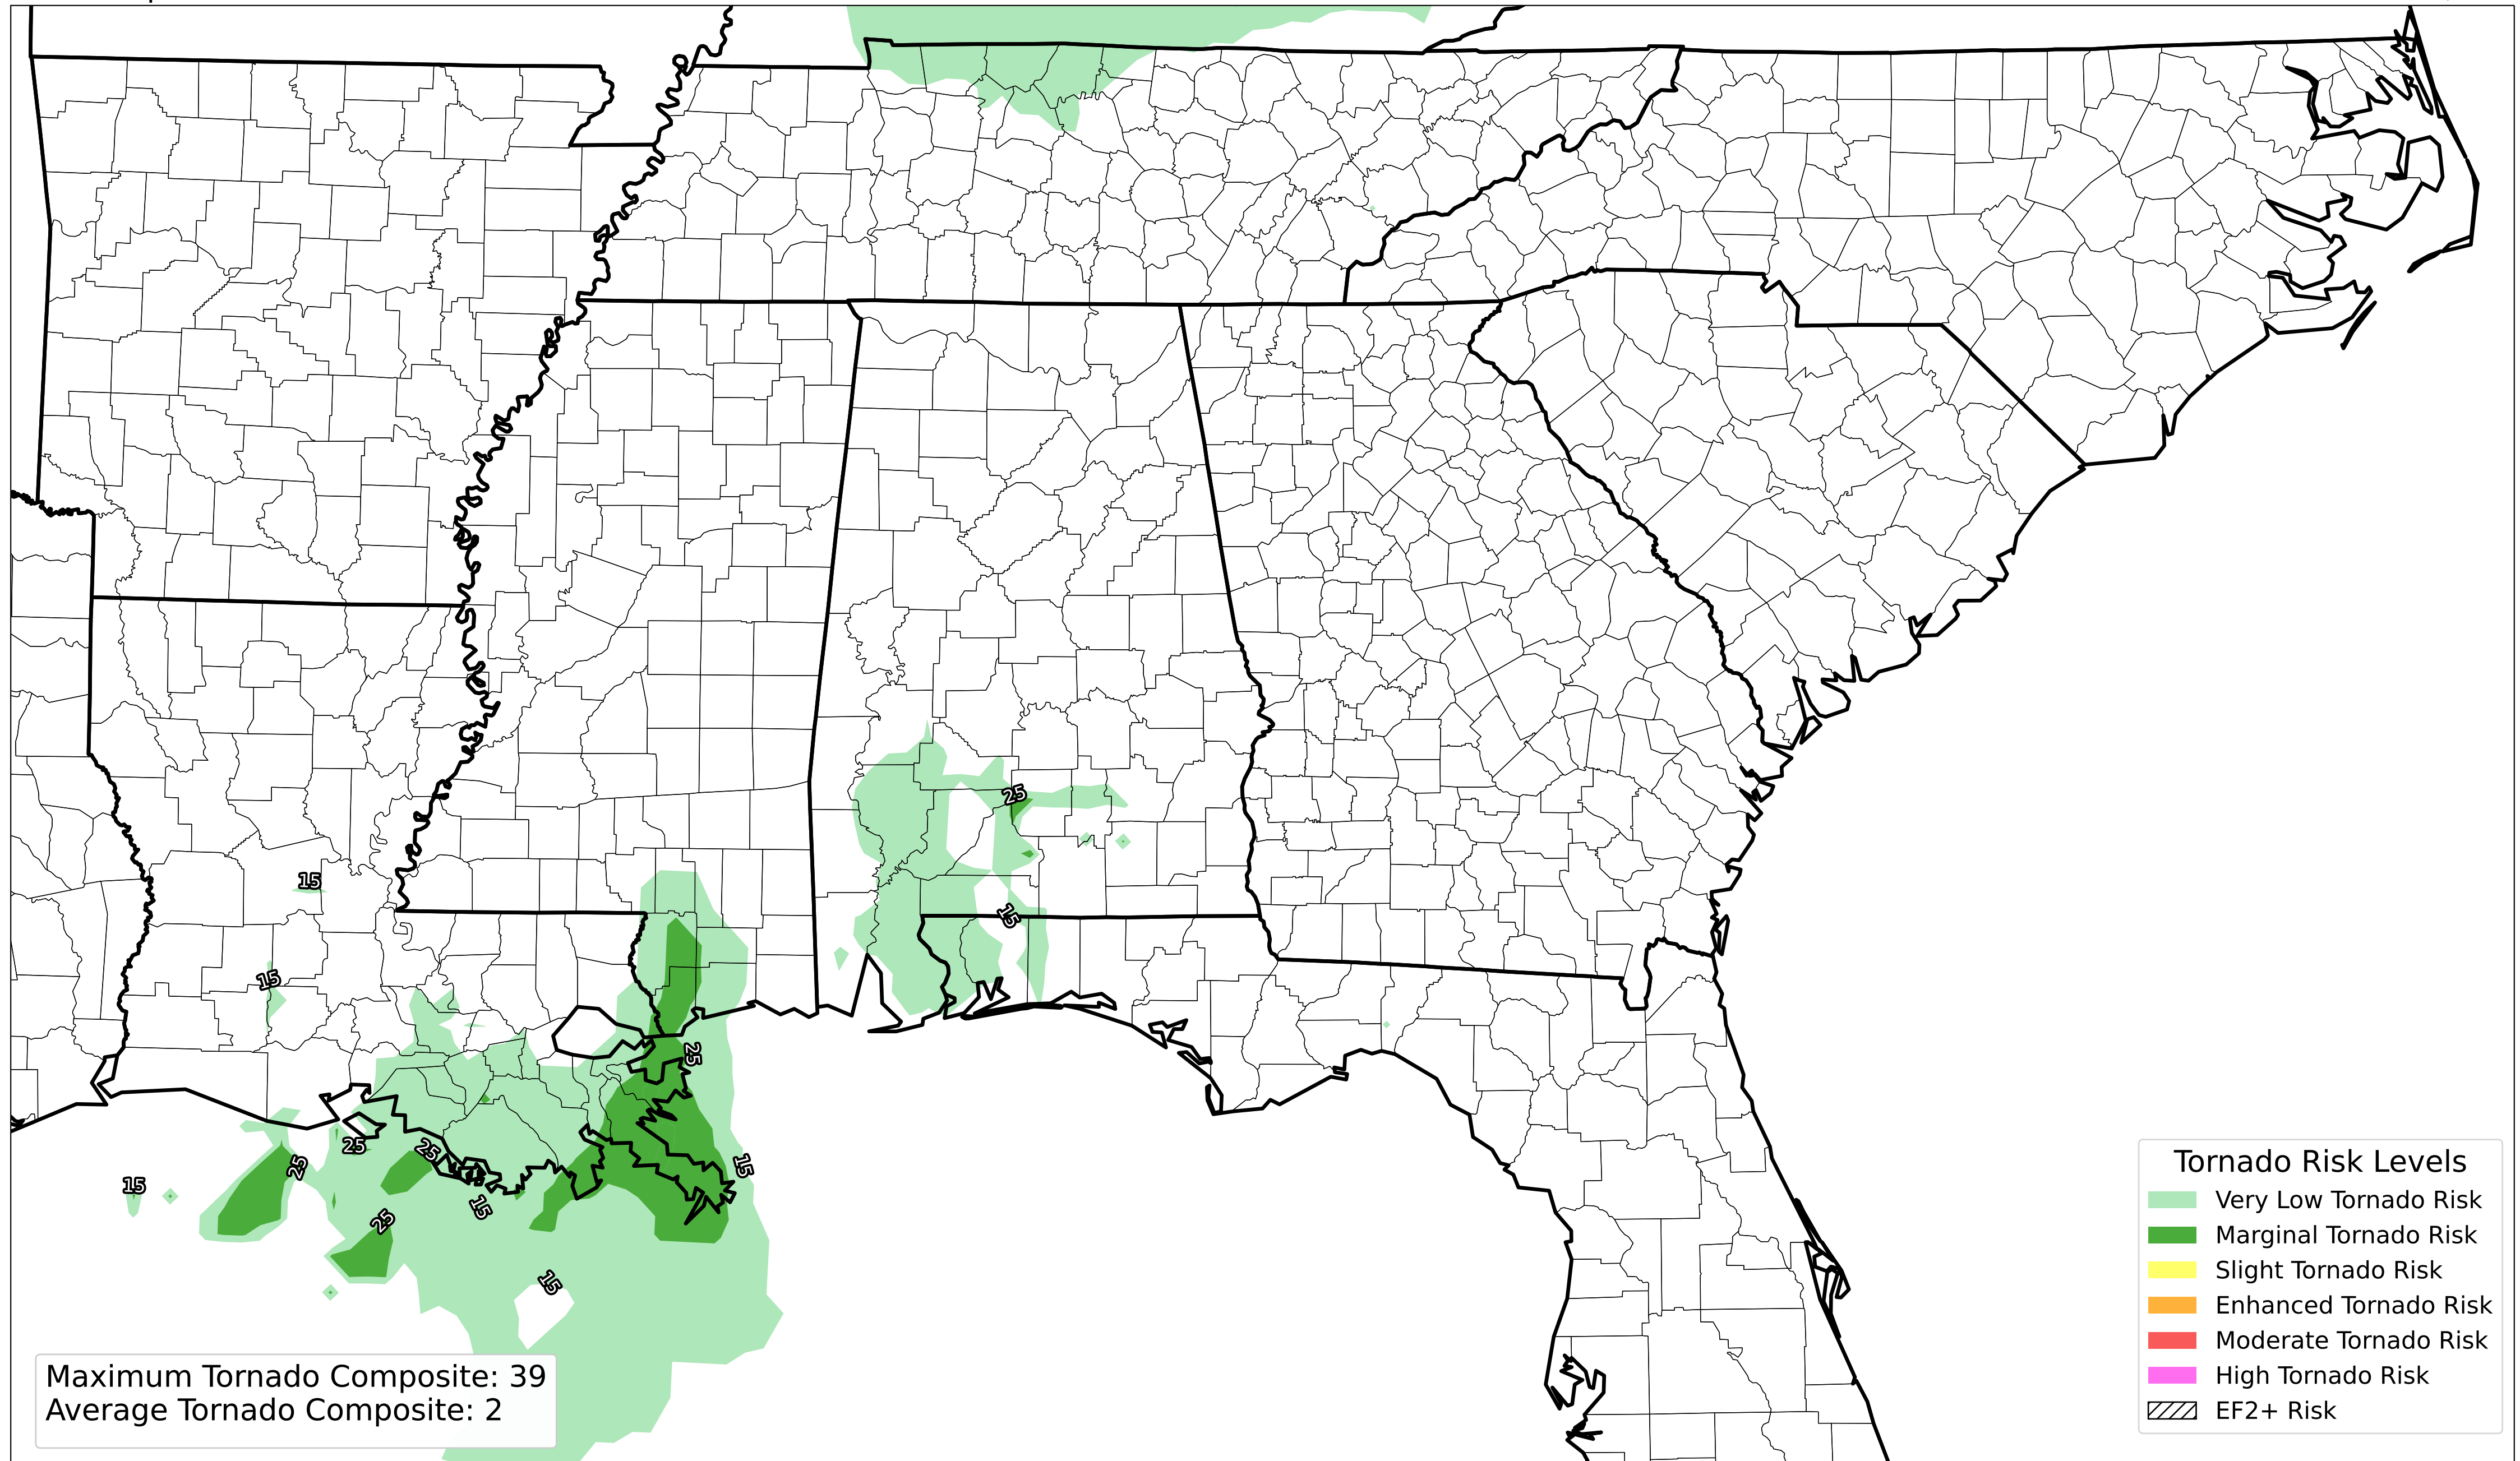 25
15
15
15
25
25
25
25
15
15
15
25
15
Tornado Risk Levels
Very Low Tornado Risk
Marginal Tornado Risk
Slight Tornado Risk
Enhanced Tornado Risk
Moderate Tornado Risk
High Tornado Risk
EF2+ Risk
Maximum Tornado Composite: 39
Average Tornado Composite: 2